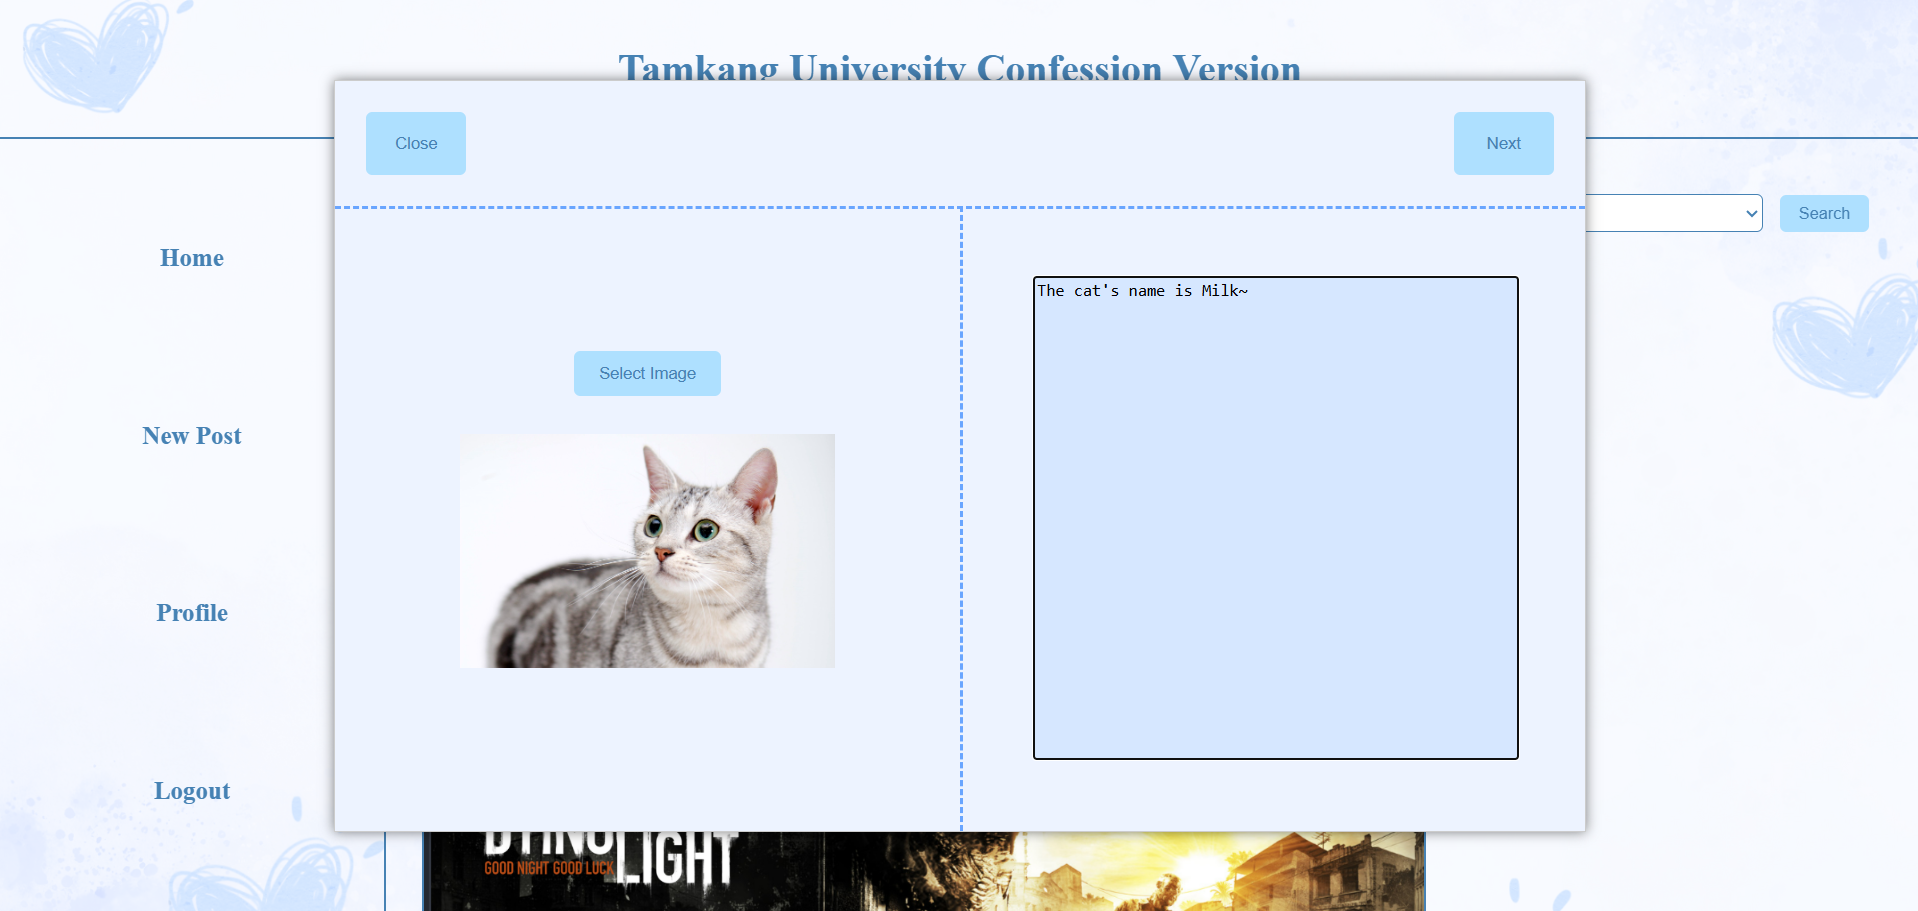 Tamkang University Confession Version
Close
Next
Search
Home
New Post
Profile
Logout
Select Image
The cat's name is Milk~
DYING
LIGHT
GOOD NIGHT GOOD LUCK